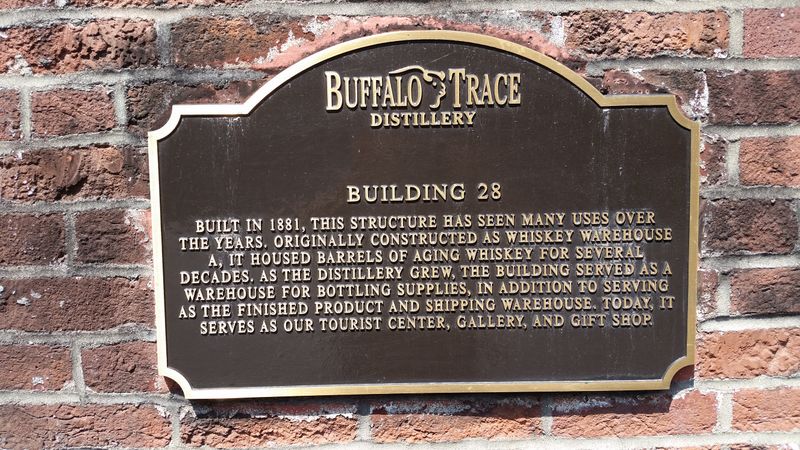 BUFFALO TRACE
DISTILLERY
BUILDING 28
BUILT IN 1881, THIS STRUCTURE HAS SEEN MANY USES OVER
THE YEARS. ORIGINALLY CONSTRUCTED AS WHISKEY WAREHOUSE
A, IT HOUSED BARRELS OF AGING WHISKEY FOR SEVERAL
DECADES. AS THE DISTILLERY GREW, THE BUILDING SERVED AS A
WAREHOUSE FOR BOTTLING SUPPLIES, IN ADDITION TO SERVING
AS THE FINISHED PRODUCT AND SHIPPING WAREHOUSE. TODAY, IT
SERVES AS OUR TOURIST CENTER, GALLERY, AND GIFT SHOP.